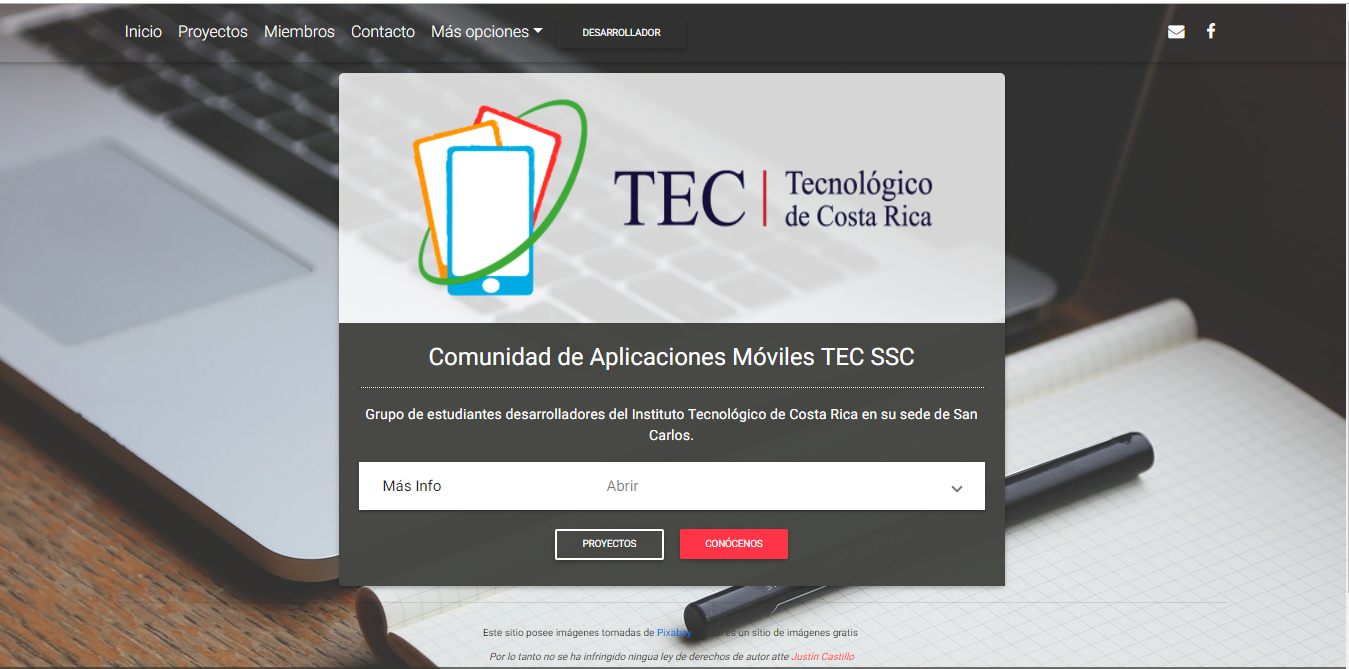 Inicio Proyectos Miembros Contacto Más opciones DESARROLLADOR
TEC | Tecnológico
de Costa Rica
Comunidad de Aplicaciones Móviles TEC SSC
Grupo de estudiantes desarrolladores del Instituto Tecnológico de Costa Rica en su sede de San
Carlos.
Más Info Abrir
PROYECTOS CONÓCENOS
Este sitio posee imágenes tomadas de Pixabay es un sitio de imágenes gratis
Por lo tanto no se ha infringido ningua ley de derechos de autor atte Justin Castillo